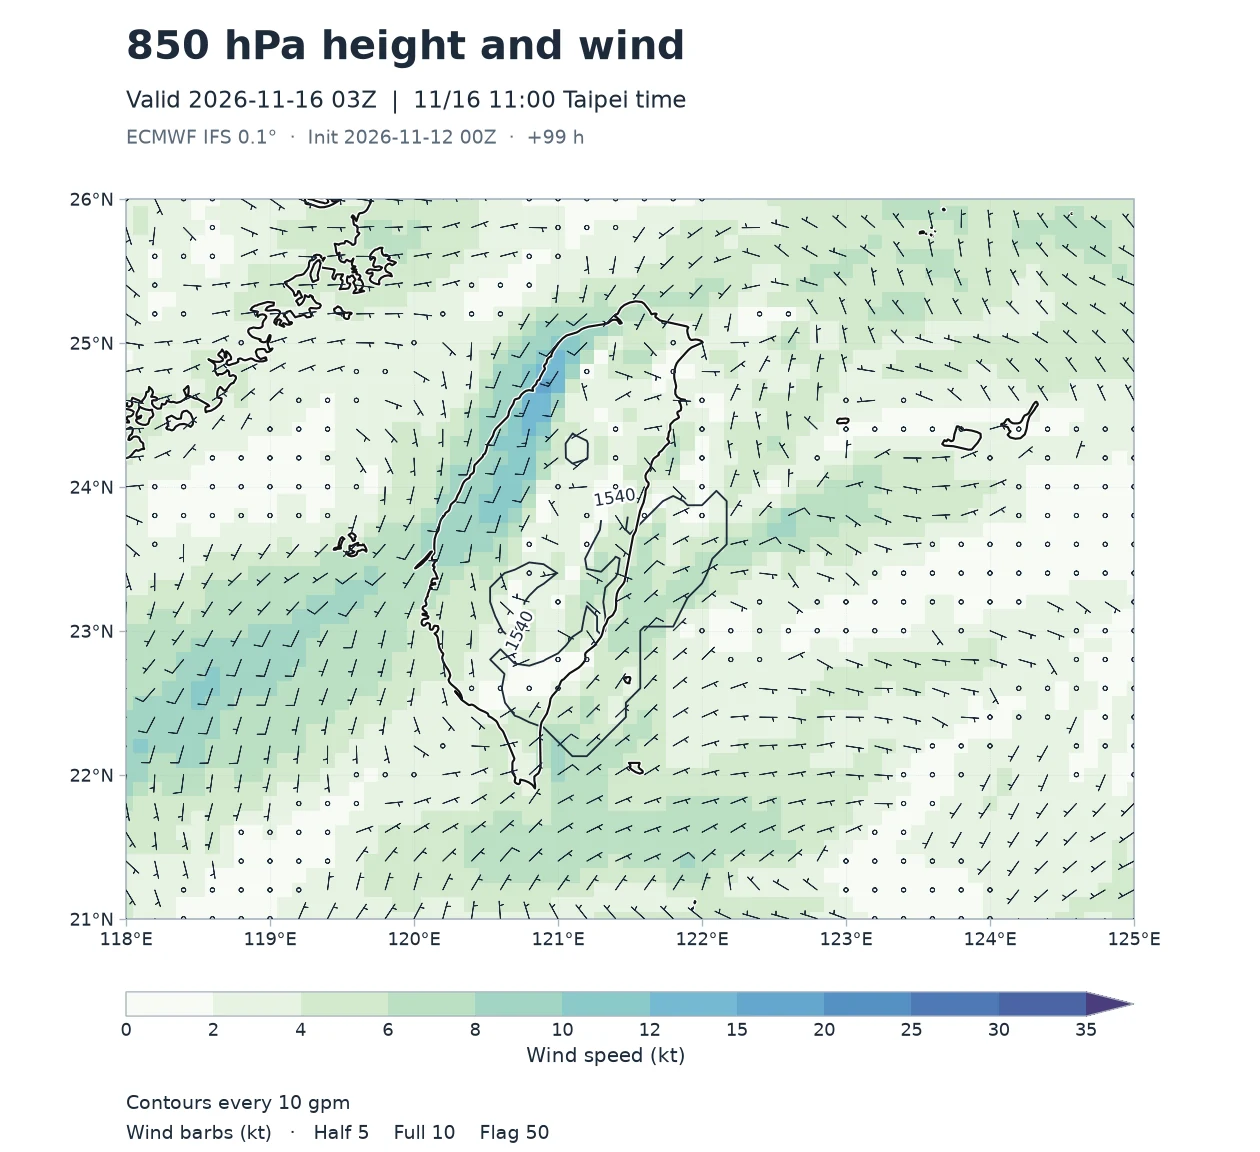 850 hPa height and wind
Valid 2026-11-16 03Z | 11/16 11:00 Taipei time
ECMWF IFS 0.1° · Init 2026-11-12 00Z · +99 h
26°N
25°N
24°N
23°N
22°N
21°N
1540
1540
118°E 119°E 120°E 121°E 122°E 123°E 124°E 125°E
0 2 4 6 8 10 12 15 20 25 30 35
Wind speed (kt)
Contours every 10 gpm
Wind barbs (kt) · Half 5 Full 10 Flag 50